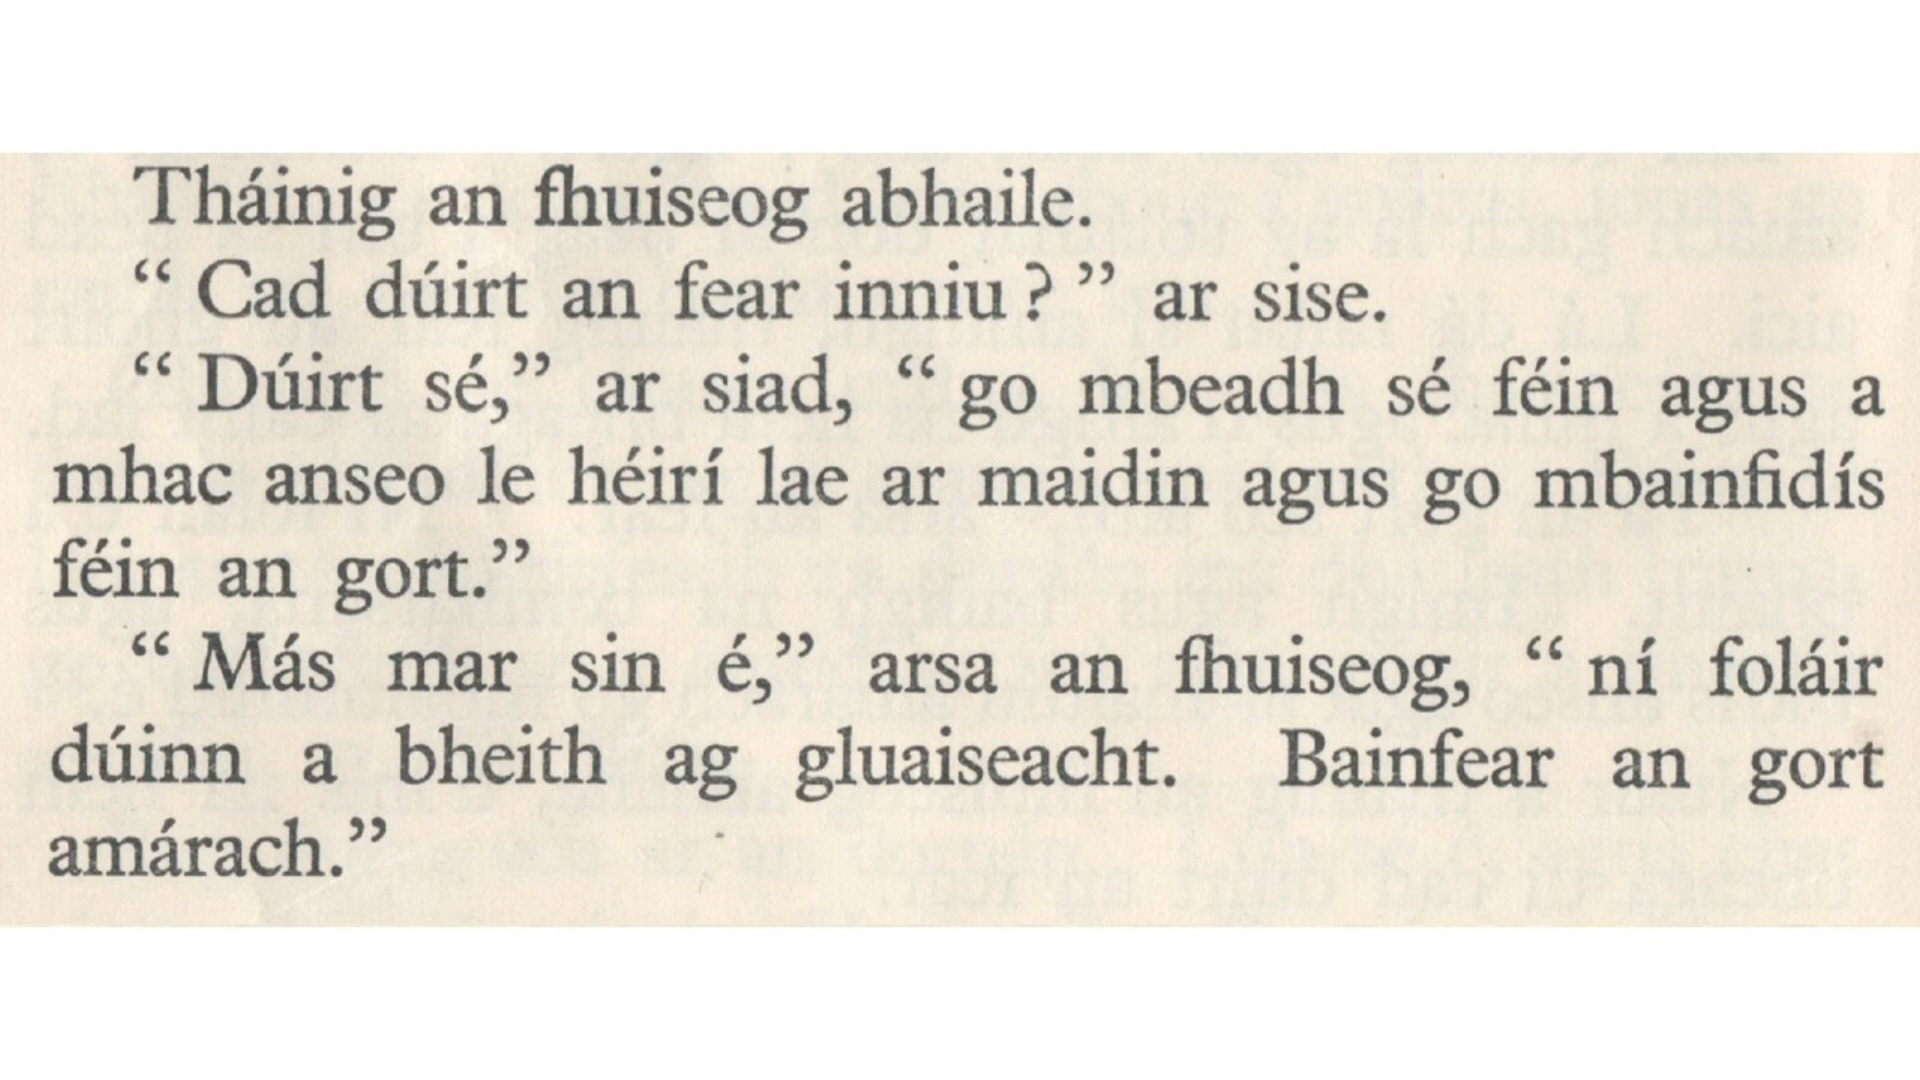 Tháinig an fhuiseog abhaile.
“ Cad dúirt an fear inniu ? ” ar sise.
“ Dúirt sé,” ar siad, “ go mbeadh sé féin agus a
mhac anseo le héirí lae ar maidin agus go mbainfidís
féin an gort.”
“ Más mar sin é,” arsa an fhuiseog, “ ní foláir
dúinn a bheith ag gluaiseacht. Bainfear an gort
amárach.”